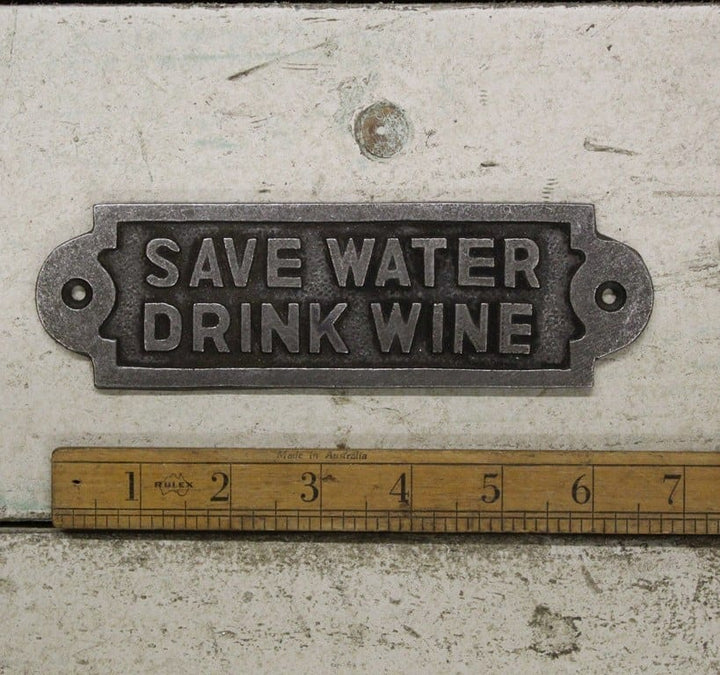 SAVE WATER
DRINK WINE
Made in Australia
1 RULEX 2 3 4 5 6 7